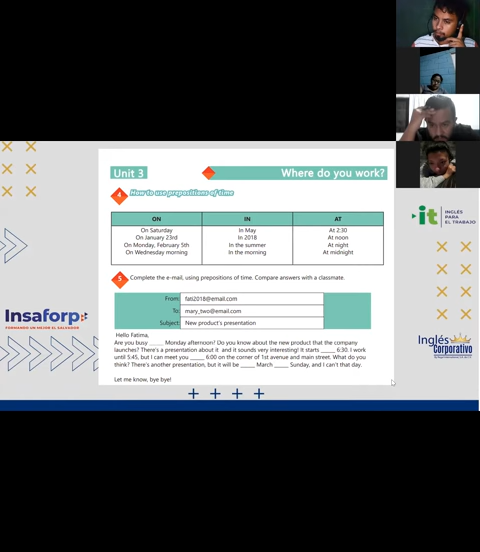 Unit 3
Where do you work?
4
How to use prepositions of time
ON IN AT
On Saturday In May At 2:30
On January 23rd In 2018 At noon
On Monday, February 5th In the summer At night
On Wednesday morning In the morning At midnight
5
Complete the e-mail, using prepositions of time. Compare answers with a classmate.
From: fati2018@email.com
To: mary_two@email.com
Subject: New product's presentation
Hello Fatima,
Are you busy _____ Monday afternoon? Do you know about the new product that the company
launches? There's a presentation about it and it sounds very interesting! It starts _____ 6:30. I work
until 5:45, but I can meet you _____ 6:00 on the corner of 1st avenue and main street. What do you
think? There's another presentation, but it will be _____ March _____ Sunday, and I can't that day.
Let me know, bye bye!
Insaforp
FORMANDO UN MEJOR EL SALVADOR
it
INGLÉS
PARA
EL TRABAJO
Inglés
Corporativo